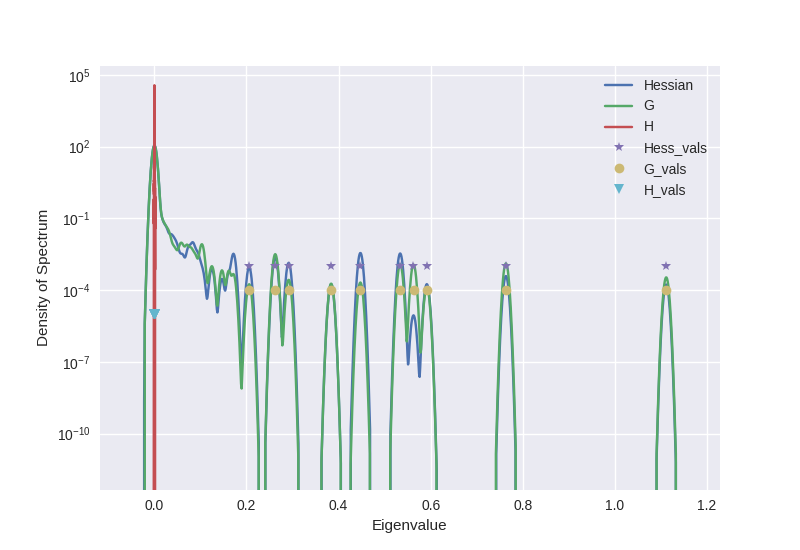 10^5
10^2
10^−1
10^−4
10^−7
10^−10
Density of Spectrum
Hessian
G
H
Hess_vals
G_vals
H_vals
0.0 0.2 0.4 0.6 0.8 1.0 1.2
Eigenvalue